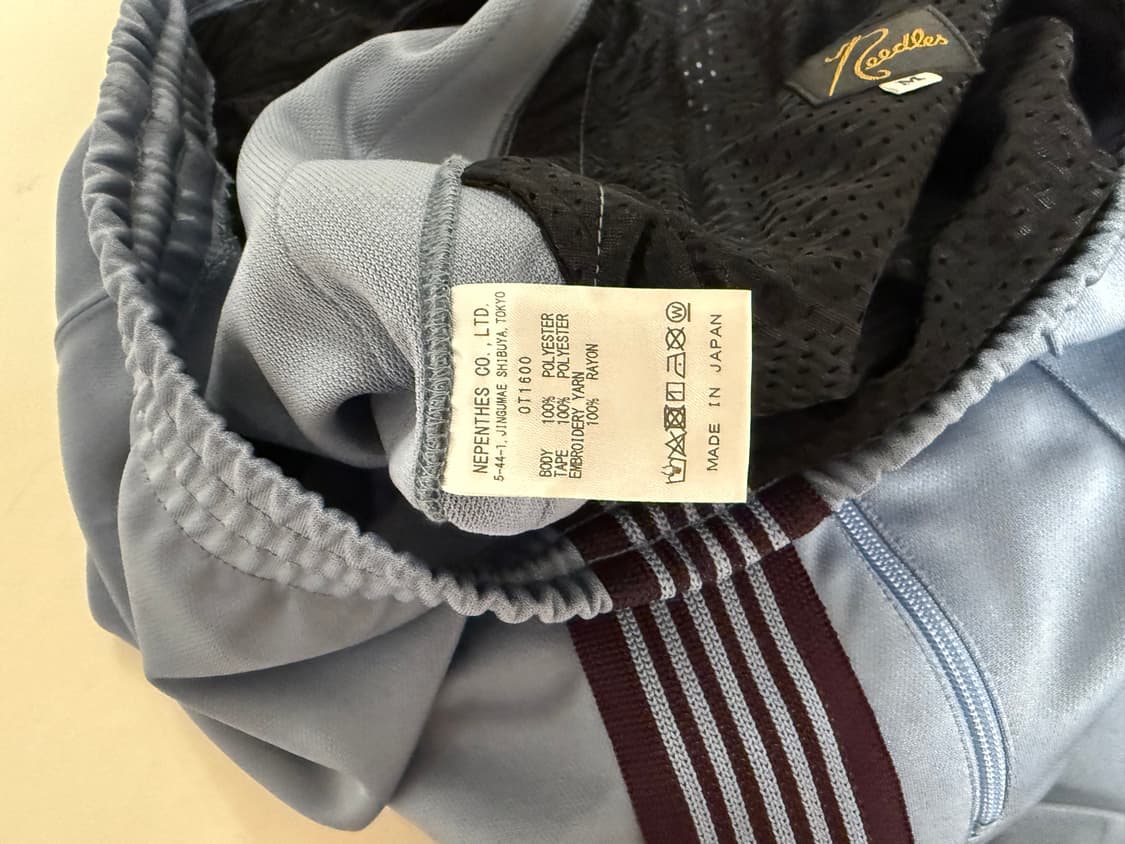 Needles
M
NEPENTHES CO., LTD.
5-44-1, JINGUMAE SHIBUYA, TOKYO
OT1600
BODY 100% POLYESTER
TAPE 100% POLYESTER
EMBROIDERY YARN
100% RAYON
MADE IN JAPAN